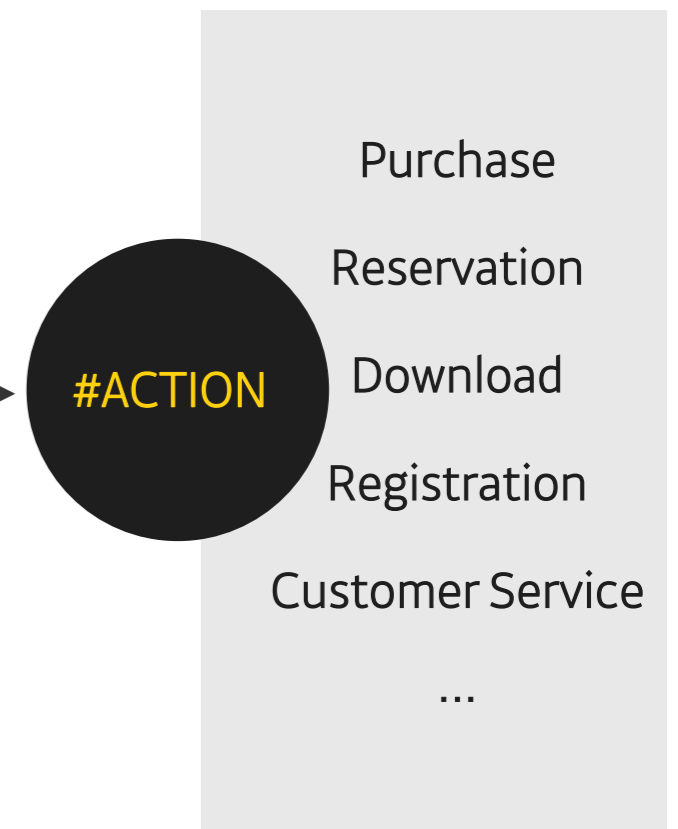 Purchase
Reservation
#ACTION
Download
Registration
Customer Service
...